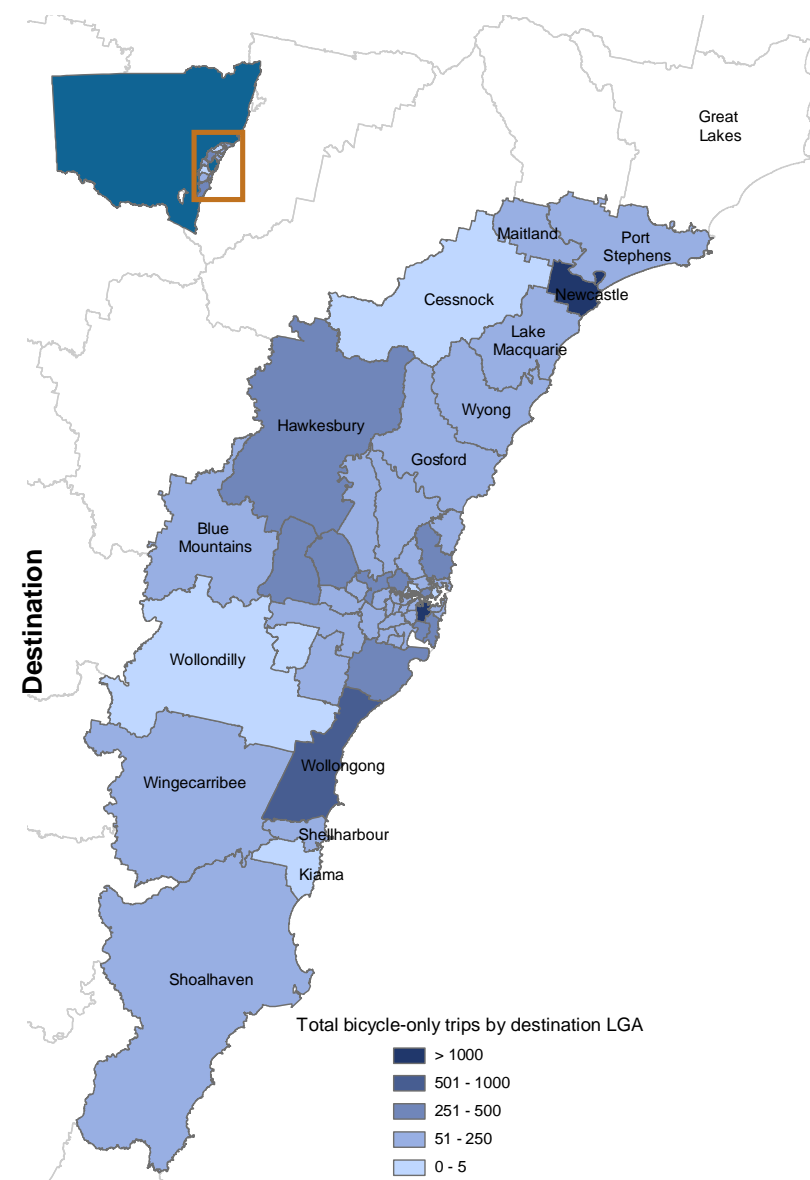 Great
Lakes
Maitland
Port
Stephens
Cessnock
Newcastle
Lake
Macquarie
Wyong
Hawkesbury
Gosford
Blue
Mountains
Destination
Wollondilly
Wollongong
Wingecarribee
Shellharbour
Kiama
Shoalhaven
Total bicycle-only trips by destination LGA
> 1000
501 - 1000
251 - 500
51 - 250
0 - 5